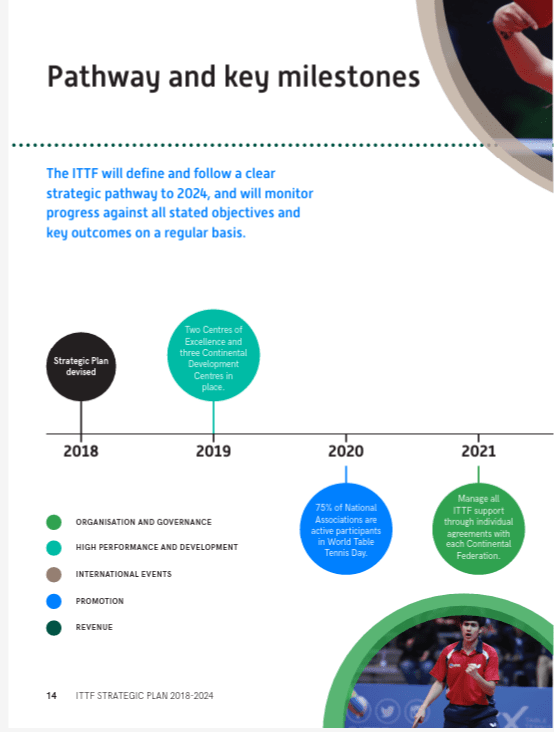 Pathway and key milestones
The ITTF will define and follow a clear
strategic pathway to 2024, and will monitor
progress against all stated objectives and
key outcomes on a regular basis.
Strategic Plan
devised
Two Centres of
Excellence and
three Continental
Development
Centres in
place.
2018
2019
2020
2021
75% of National
Associations are
active participants
in World Table
Tennis Day.
Manage all
ITTF support
through individual
agreements with
each Continental
Federation.
ORGANISATION AND GOVERNANCE
HIGH PERFORMANCE AND DEVELOPMENT
INTERNATIONAL EVENTS
PROMOTION
REVENUE
14 ITTF STRATEGIC PLAN 2018-2024